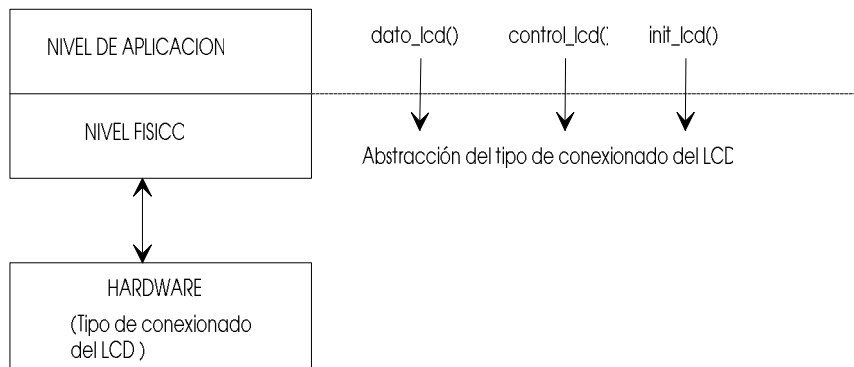 NIVEL DE APLICACION
dato_lcd()
control_lcd()
init_lcd()
NIVEL FISICO
Abstracción del tipo de conexionado del LCD
HARDWARE
(Tipo de conexionado
del LCD )